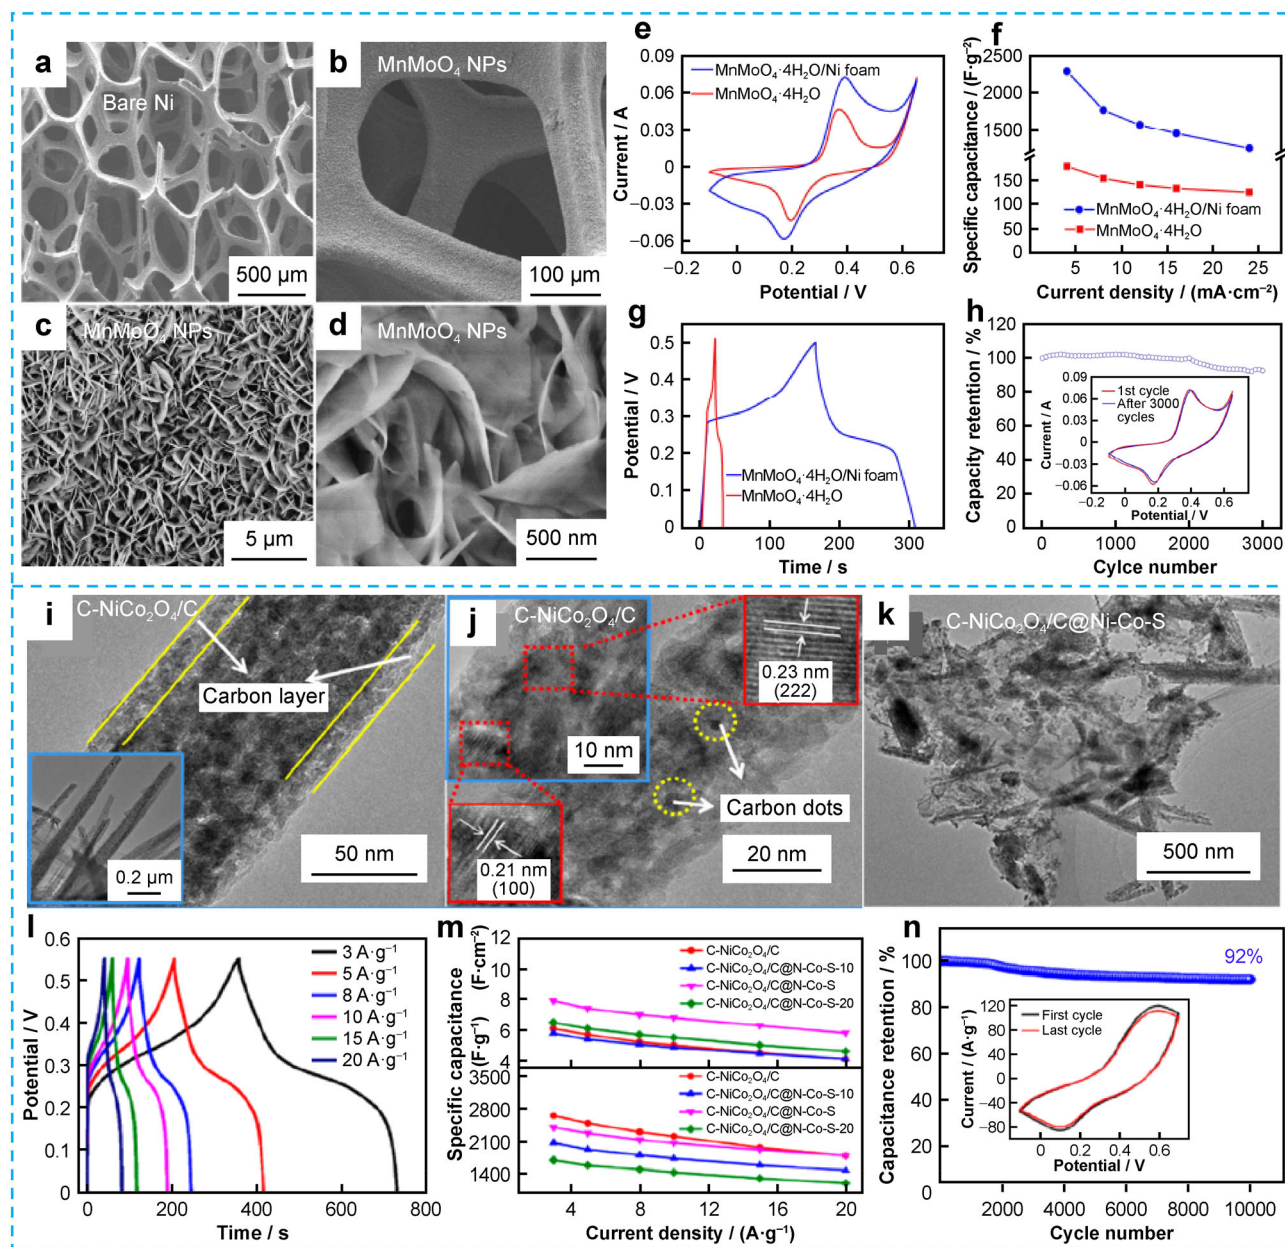 a
Bare Ni
500 μm
b
MnMoO₄ NPs
100 μm
c
MnMoO₄ NPs
5 μm
d
MnMoO₄ NPs
500 nm
e
0.09
0.06
0.03
0
−0.03
−0.06
Current / A
MnMoO₄·4H₂O/Ni foam
MnMoO₄·4H₂O
−0.2 0 0.2 0.4 0.6
Potential / V
f
2500
2000
1500
150
100
50
0
Specific capacitance / (F·g⁻²)
MnMoO₄·4H₂O/Ni foam
MnMoO₄·4H₂O
5 10 15 20 25
Current density / (mA·cm⁻²)
g
0.5
0.4
0.3
0.2
0.1
0
Potential / V
MnMoO₄·4H₂O/Ni foam
MnMoO₄·4H₂O
0 100 200 300
Time / s
h
120
100
80
60
40
20
0
Capacity retention / %
0.09
0.06
0.03
0
−0.03
−0.06
Current / A
1st cycle
After 3000
cycles
−0.2 0 0.2 0.4 0.6
Potential / V
0 1000 2000 3000
Cylce number
i
C-NiCo₂O₄/C
Carbon layer
0.2 μm
50 nm
j
C-NiCo₂O₄/C
0.23 nm
(222)
10 nm
Carbon dots
0.21 nm
(100)
20 nm
k
C-NiCo₂O₄/C@Ni-Co-S
500 nm
l
0.6
0.5
0.4
0.3
0.2
0.1
0
Potential / V
3 A·g⁻¹
5 A·g⁻¹
8 A·g⁻¹
10 A·g⁻¹
15 A·g⁻¹
20 A·g⁻¹
0 200 400 600 800
Time / s
m
12
10
8
6
4
3500
2800
2100
1400
Specific capacitance
(F·g⁻¹) (F·cm⁻²)
C-NiCo₂O₄/C
C-NiCo₂O₄/C@N-Co-S-10
C-NiCo₂O₄/C@N-Co-S
C-NiCo₂O₄/C@N-Co-S-20
C-NiCo₂O₄/C
C-NiCo₂O₄/C@N-Co-S-10
C-NiCo₂O₄/C@N-Co-S
C-NiCo₂O₄/C@N-Co-S-20
4 8 12 16 20
Current density / (A·g⁻¹)
n
100
80
60
40
20
0
Capacitance retention / %
92%
120
80
40
0
−40
−80
Current / (A·g⁻¹)
First cycle
Last cycle
0 0.2 0.4 0.6
Potential / V
2000 4000 6000 8000 10000
Cycle number